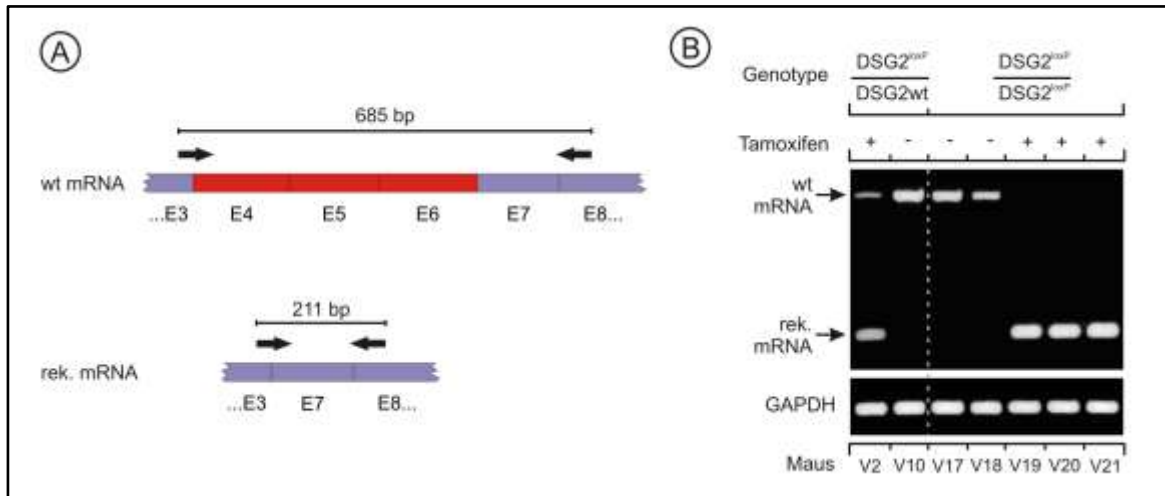 A
685 bp
wt mRNA
...E3 E4 E5 E6 E7 E8...
211 bp
rek. mRNA
...E3 E7 E8...
B
Genotype
DSG2loxP
DSG2wt
DSG2loxP
DSG2loxP
Tamoxifen + - - - + + +
wt
mRNA
rek.
mRNA
GAPDH
Maus V2 V10 V17 V18 V19 V20 V21